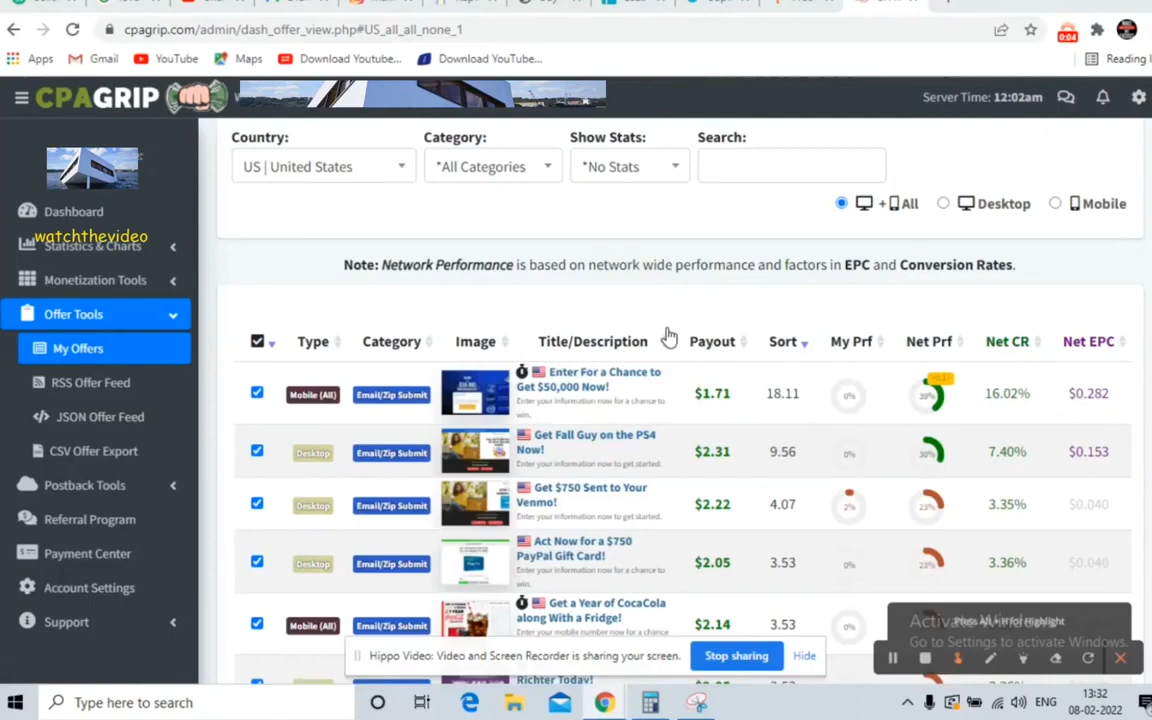 cpagrip.com/admin/dash_offer_view.php#US_all_all_none_1
0:04
Apps Gmail YouTube Maps Download Youtube... Download YouTube... Reading
CPAGRIP
Server Time: 12:02am
Country: Category: Show Stats: Search:
US | United States *All Categories *No Stats
+ All Desktop Mobile
Dashboard
watchthevideo
Statistics & Charts
Monetization Tools
Offer Tools
My Offers
RSS Offer Feed
JSON Offer Feed
CSV Offer Export
Postback Tools
Referral Program
Payment Center
Account Settings
Support
Note: Network Performance is based on network wide performance and factors in EPC and Conversion Rates.
Type Category Image Title/Description Payout Sort My Prf Net Prf Net CR Net EPC
Mobile (All) Email/Zip Submit Enter For a Chance to Get $50,000 Now! $1.71 18.11 0% 39% 16.02% $0.282
Enter your information now for a chance to win.
Desktop Email/Zip Submit Get Fall Guy on the PS4 Now! $2.31 9.56 0% 30% 7.40% $0.153
Enter your information now to get started.
Desktop Email/Zip Submit Get $750 Sent to Your Venmo! $2.22 4.07 2% 23% 3.35% $0.040
Enter your information now to get started.
Desktop Email/Zip Submit Act Now for a $750 PayPal Gift Card! $2.05 3.53 0% 23% 3.36% $0.040
Enter your information now for a chance to win.
Mobile (All) Email/Zip Submit Get a Year of CocaCola along With a Fridge! $2.14 3.53 0%
Enter your mobile number now for a chance to
Richter Today!
Hippo Video: Video and Screen Recorder is sharing your screen. Stop sharing Hide
Activate Windows
Go to Settings to activate Windows.
Type here to search
ENG
13:32
08-02-2022